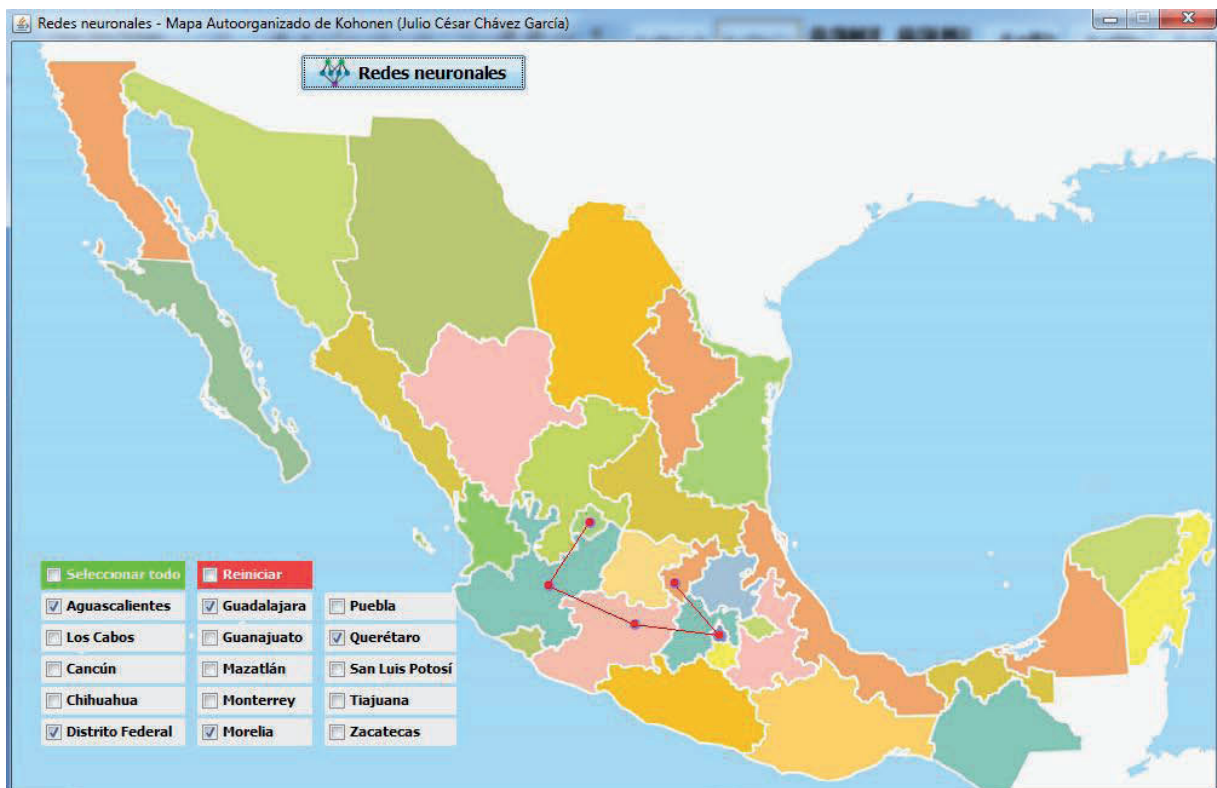 Redes neuronales - Mapa Autoorganizado de Kohonen (Julio César Chávez García)
Redes neuronales
Seleccionar todo Reiniciar
Aguascalientes Guadalajara Puebla
Los Cabos Guanajuato Querétaro
Cancún Mazatlán San Luis Potosí
Chihuahua Monterrey Tiajuana
Distrito Federal Morelia Zacatecas